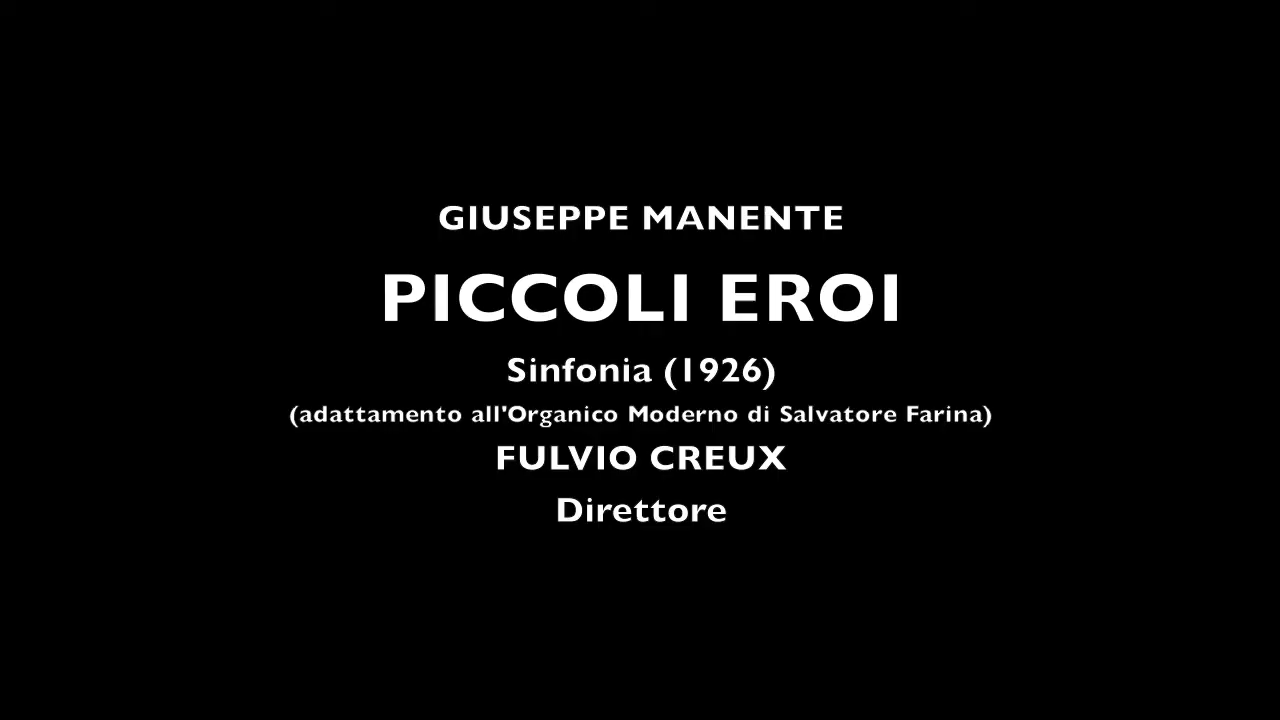 GIUSEPPE MANENTE
PICCOLI EROI
Sinfonia (1926)
(adattamento all'Organico Moderno di Salvatore Farina)
FULVIO CREUX
Direttore